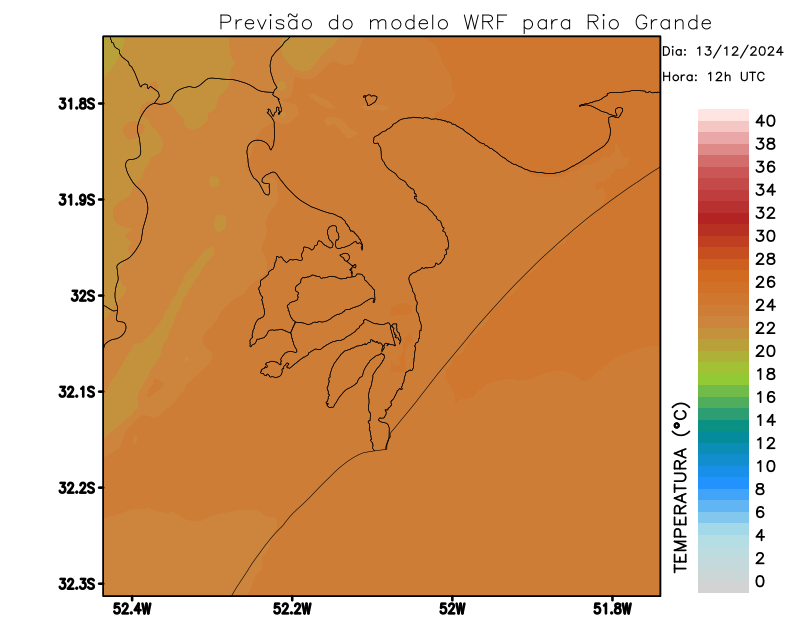 Previsão do modelo WRF para Rio Grande
Dia: 13/12/2024
Hora: 12h UTC
31.8S
31.9S
32S
32.1S
32.2S
32.3S
52.4W
52.2W
52W
51.8W
TEMPERATURA (°C)
40
38
36
34
32
30
28
26
24
22
20
18
16
14
12
10
8
6
4
2
0